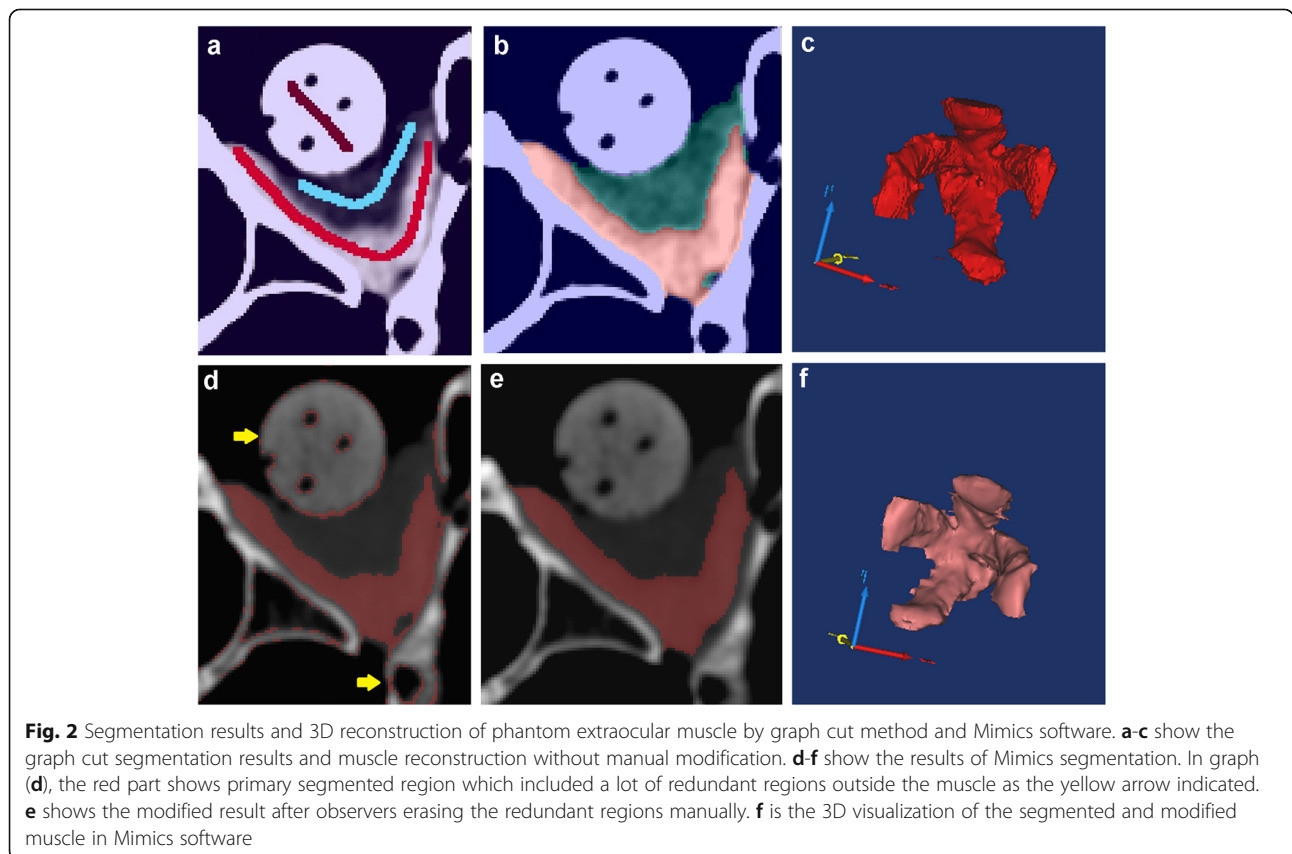 a
b
c
d
e
f
Fig. 2 Segmentation results and 3D reconstruction of phantom extraocular muscle by graph cut method and Mimics software. a-c show the
graph cut segmentation results and muscle reconstruction without manual modification. d-f show the results of Mimics segmentation. In graph
(d), the red part shows primary segmented region which included a lot of redundant regions outside the muscle as the yellow arrow indicated.
e shows the modified result after observers erasing the redundant regions manually. f is the 3D visualization of the segmented and modified
muscle in Mimics software